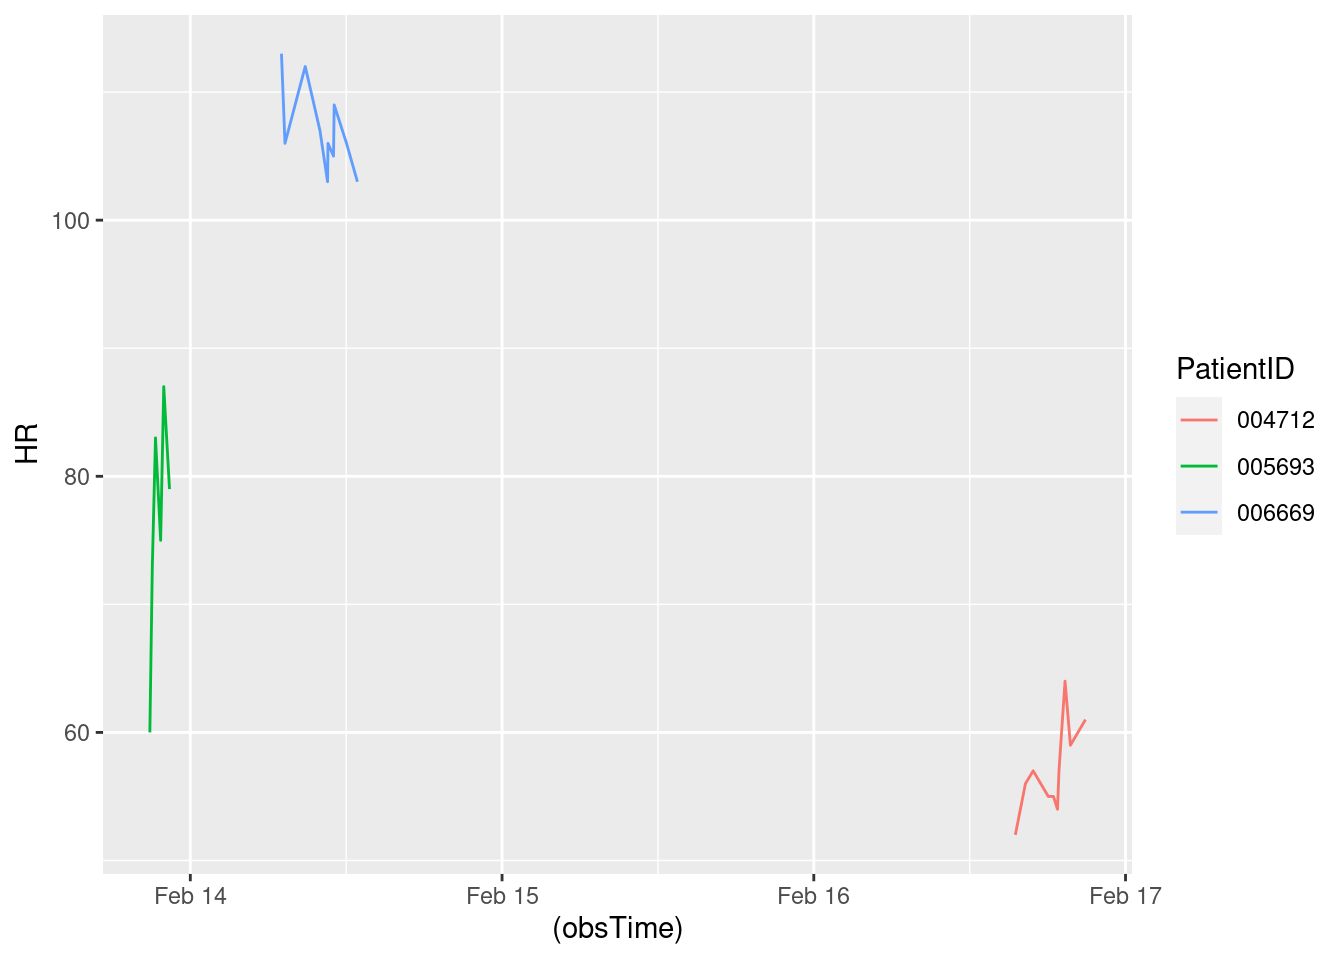 100
80
60
HR
Feb 14
Feb 15
Feb 16
Feb 17
(obsTime)
PatientID
004712
005693
006669